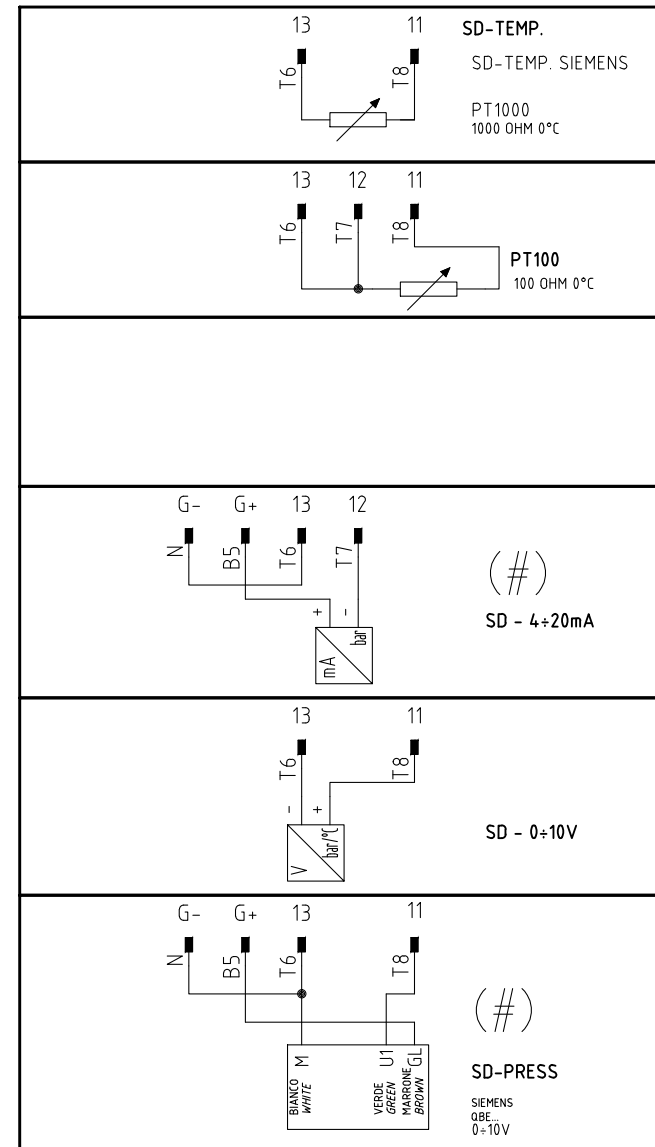 13 11 SD-TEMP.
T6 T8 SD-TEMP. SIEMENS
PT1000
1000 OHM 0°C
13 12 11
T6 T7 T8
PT100
100 OHM 0°C
G- G+ 13 12
N B5 T6 T7
(#)
+ -
SD - 4÷20mA
mA bar
13 11
T6 T8
- +
SD - 0÷10V
V bar/°C
G- G+ 13 11
N B5 T6 T8
(#)
M U1 GL
BIANCO VERDE MARRONE
WHITE GREEN BROWN
SD-PRESS
SIEMENS
QBE...
0÷10V